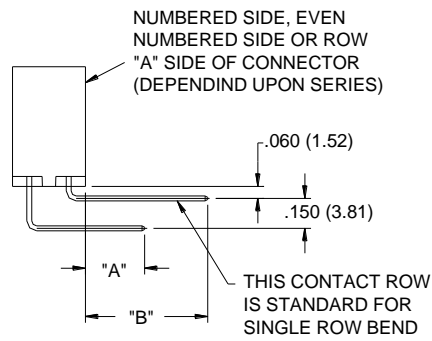 NUMBERED SIDE, EVEN
NUMBERED SIDE OR ROW
"A" SIDE OF CONNECTOR
(DEPENDIND UPON SERIES)
.060 (1.52)
.150 (3.81)
"A"
"B"
THIS CONTACT ROW
IS STANDARD FOR
SINGLE ROW BEND